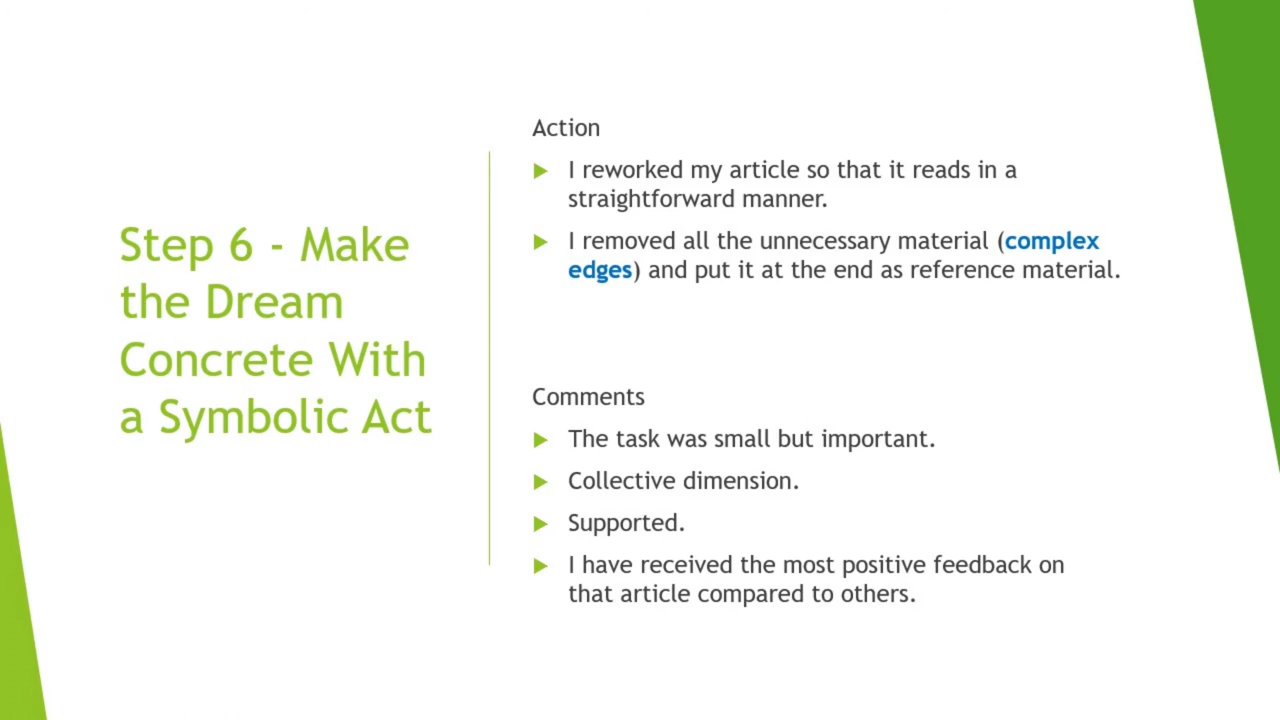 Step 6 - Make
the Dream
Concrete With
a Symbolic Act
Action
I reworked my article so that it reads in a
straightforward manner.
I removed all the unnecessary material (complex
edges) and put it at the end as reference material.
Comments
The task was small but important.
Collective dimension.
Supported.
I have received the most positive feedback on
that article compared to others.